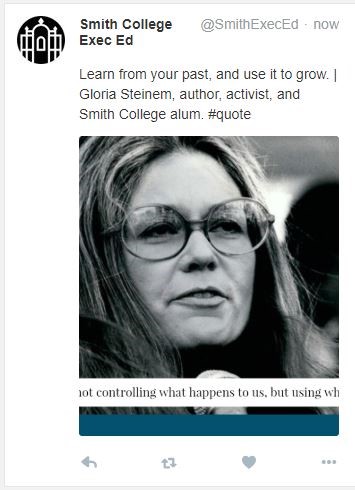 Smith College @SmithExecEd · now
Exec Ed
Learn from your past, and use it to grow. |
Gloria Steinem, author, activist, and
Smith College alum. #quote
not controlling what happens to us, but using wh